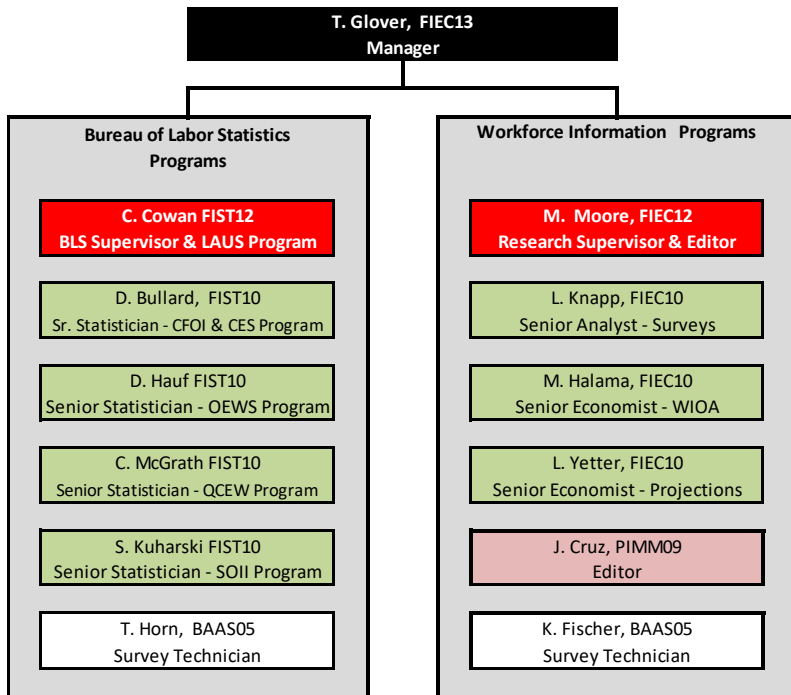 T. Glover, FIEC13
Manager
Bureau of Labor Statistics
Programs
C. Cowan FIST12
BLS Supervisor & LAUS Program
D. Bullard, FIST10
Sr. Statistician - CFOI & CES Program
D. Hauf FIST10
Senior Statistician - OEWS Program
C. McGrath FIST10
Senior Statistician - QCEW Program
S. Kuharski FIST10
Senior Statistician - SOII Program
T. Horn, BAAS05
Survey Technician
Workforce Information Programs
M. Moore, FIEC12
Research Supervisor & Editor
L. Knapp, FIEC10
Senior Analyst - Surveys
M. Halama, FIEC10
Senior Economist - WIOA
L. Yetter, FIEC10
Senior Economist - Projections
J. Cruz, PIMM09
Editor
K. Fischer, BAAS05
Survey Technician